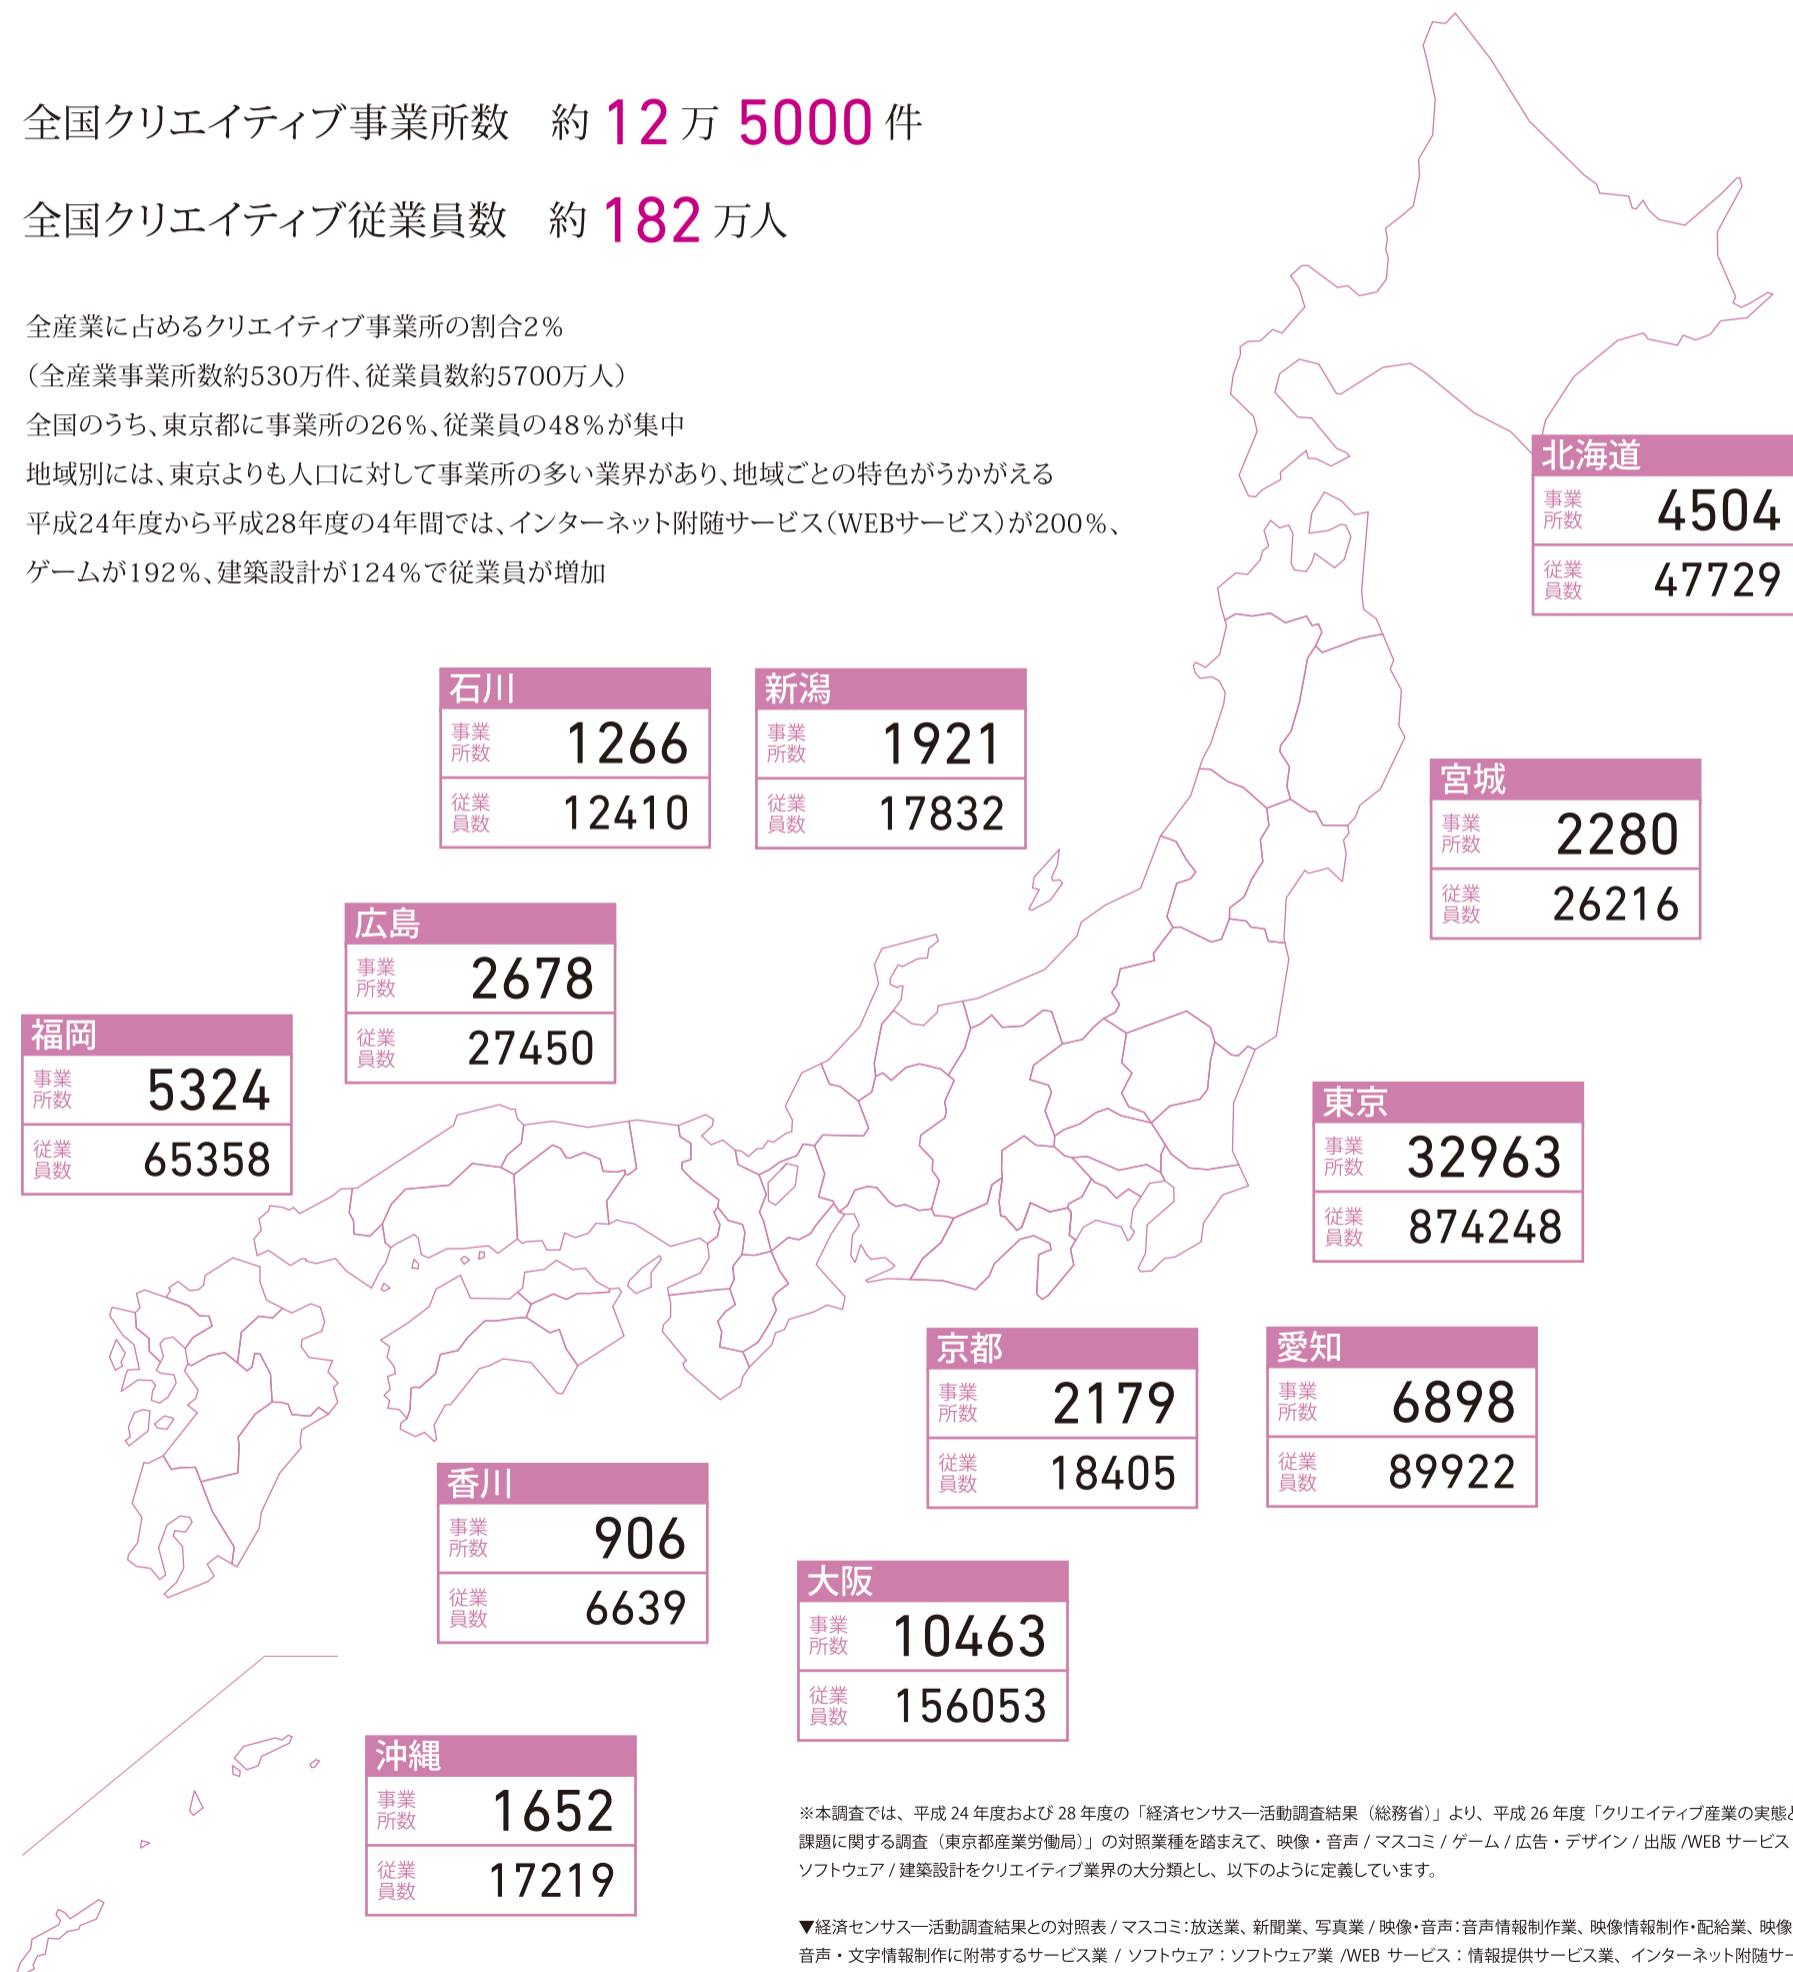 全国クリエイティブ事業所数　約 12 万 5000 件
全国クリエイティブ従業員数　約 182 万人
全産業に占めるクリエイティブ事業所の割合2%
（全産業事業所数約530万件、従業員数約5700万人）
全国のうち、東京都に事業所の26%、従業員の48%が集中
地域別には、東京よりも人口に対して事業所の多い業界があり、地域ごとの特色がうかがえる
平成24年度から平成28年度の4年間では、インターネット附随サービス（WEBサービス）が200%、
ゲームが192%、建築設計が124%で従業員が増加
北海道
事業所数 4504
従業員数 47729
石川
事業所数 1266
従業員数 12410
新潟
事業所数 1921
従業員数 17832
宮城
事業所数 2280
従業員数 26216
広島
事業所数 2678
従業員数 27450
福岡
事業所数 5324
従業員数 65358
東京
事業所数 32963
従業員数 874248
京都
事業所数 2179
従業員数 18405
愛知
事業所数 6898
従業員数 89922
香川
事業所数 906
従業員数 6639
大阪
事業所数 10463
従業員数 156053
沖縄
事業所数 1652
従業員数 17219
※本調査では、平成 24 年度および 28 年度の「経済センサス―活動調査結果（総務省）」より、平成 26 年度「クリエイティブ産業の実態と
課題に関する調査（東京都産業労働局）」の対照業種を踏まえて、映像・音声 / マスコミ / ゲーム / 広告・デザイン / 出版 /WEB サービス
ソフトウェア / 建築設計をクリエイティブ業界の大分類とし、以下のように定義しています。
▼経済センサス―活動調査結果との対照表 / マスコミ：放送業、新聞業、写真業 / 映像・音声：音声情報制作業、映像情報制作・配給業、映像
音声・文字情報制作に附帯するサービス業 / ソフトウェア：ソフトウェア業 /WEB サービス：情報提供サービス業、インターネット附随サー